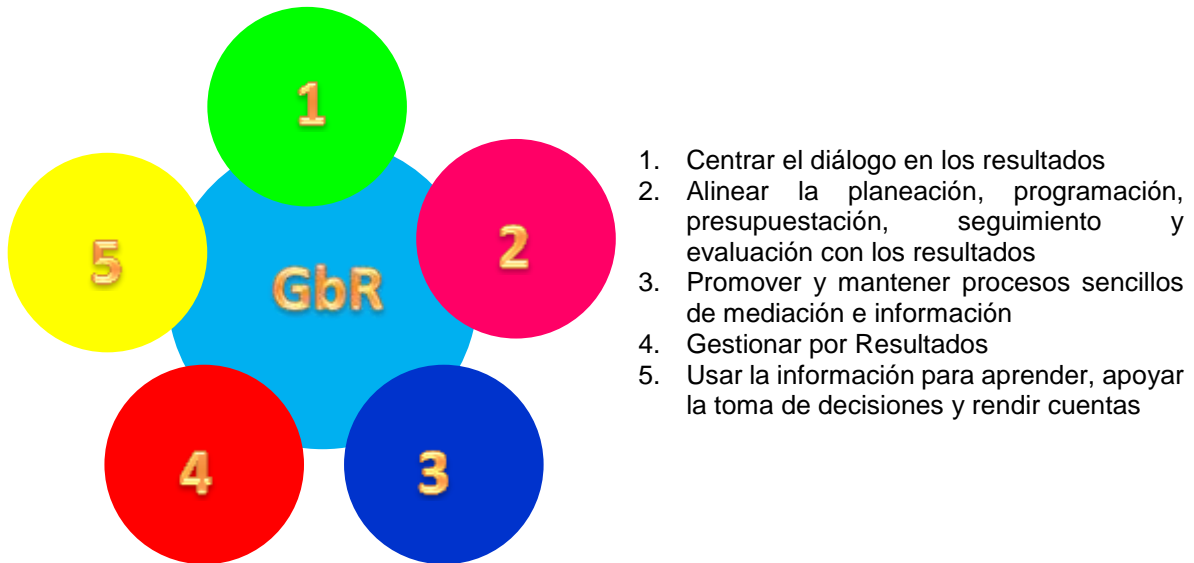 1
5
2
GbR
4
3
1. Centrar el diálogo en los resultados
2. Alinear la planeación, programación,
presupuestación, seguimiento y
evaluación con los resultados
3. Promover y mantener procesos sencillos
de mediación e información
4. Gestionar por Resultados
5. Usar la información para aprender, apoyar
la toma de decisiones y rendir cuentas